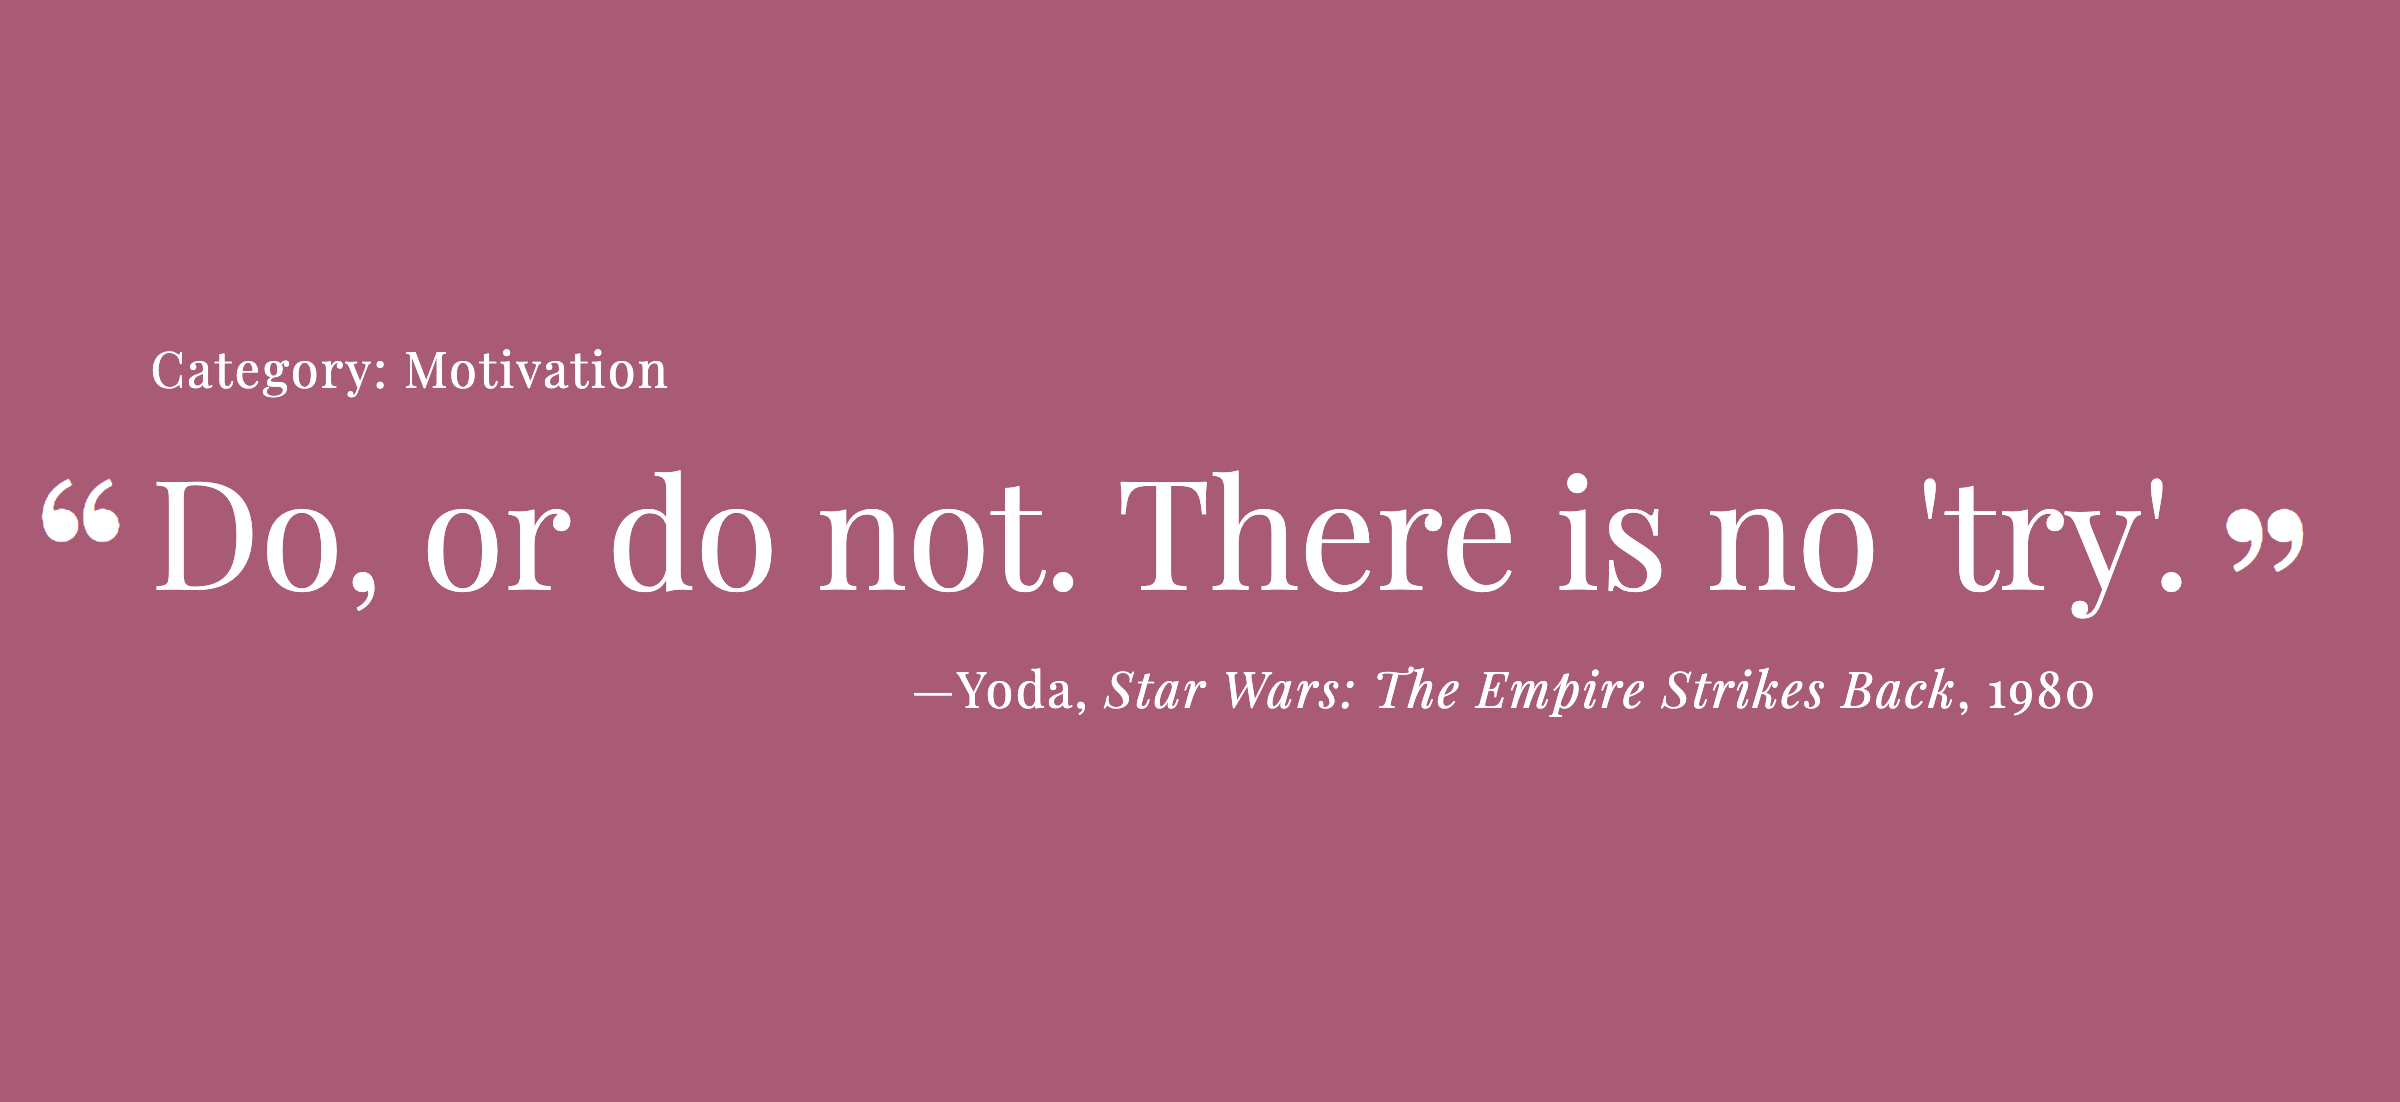 Category: Motivation
“Do, or do not. There is no 'try'.”
—Yoda, Star Wars: The Empire Strikes Back, 1980